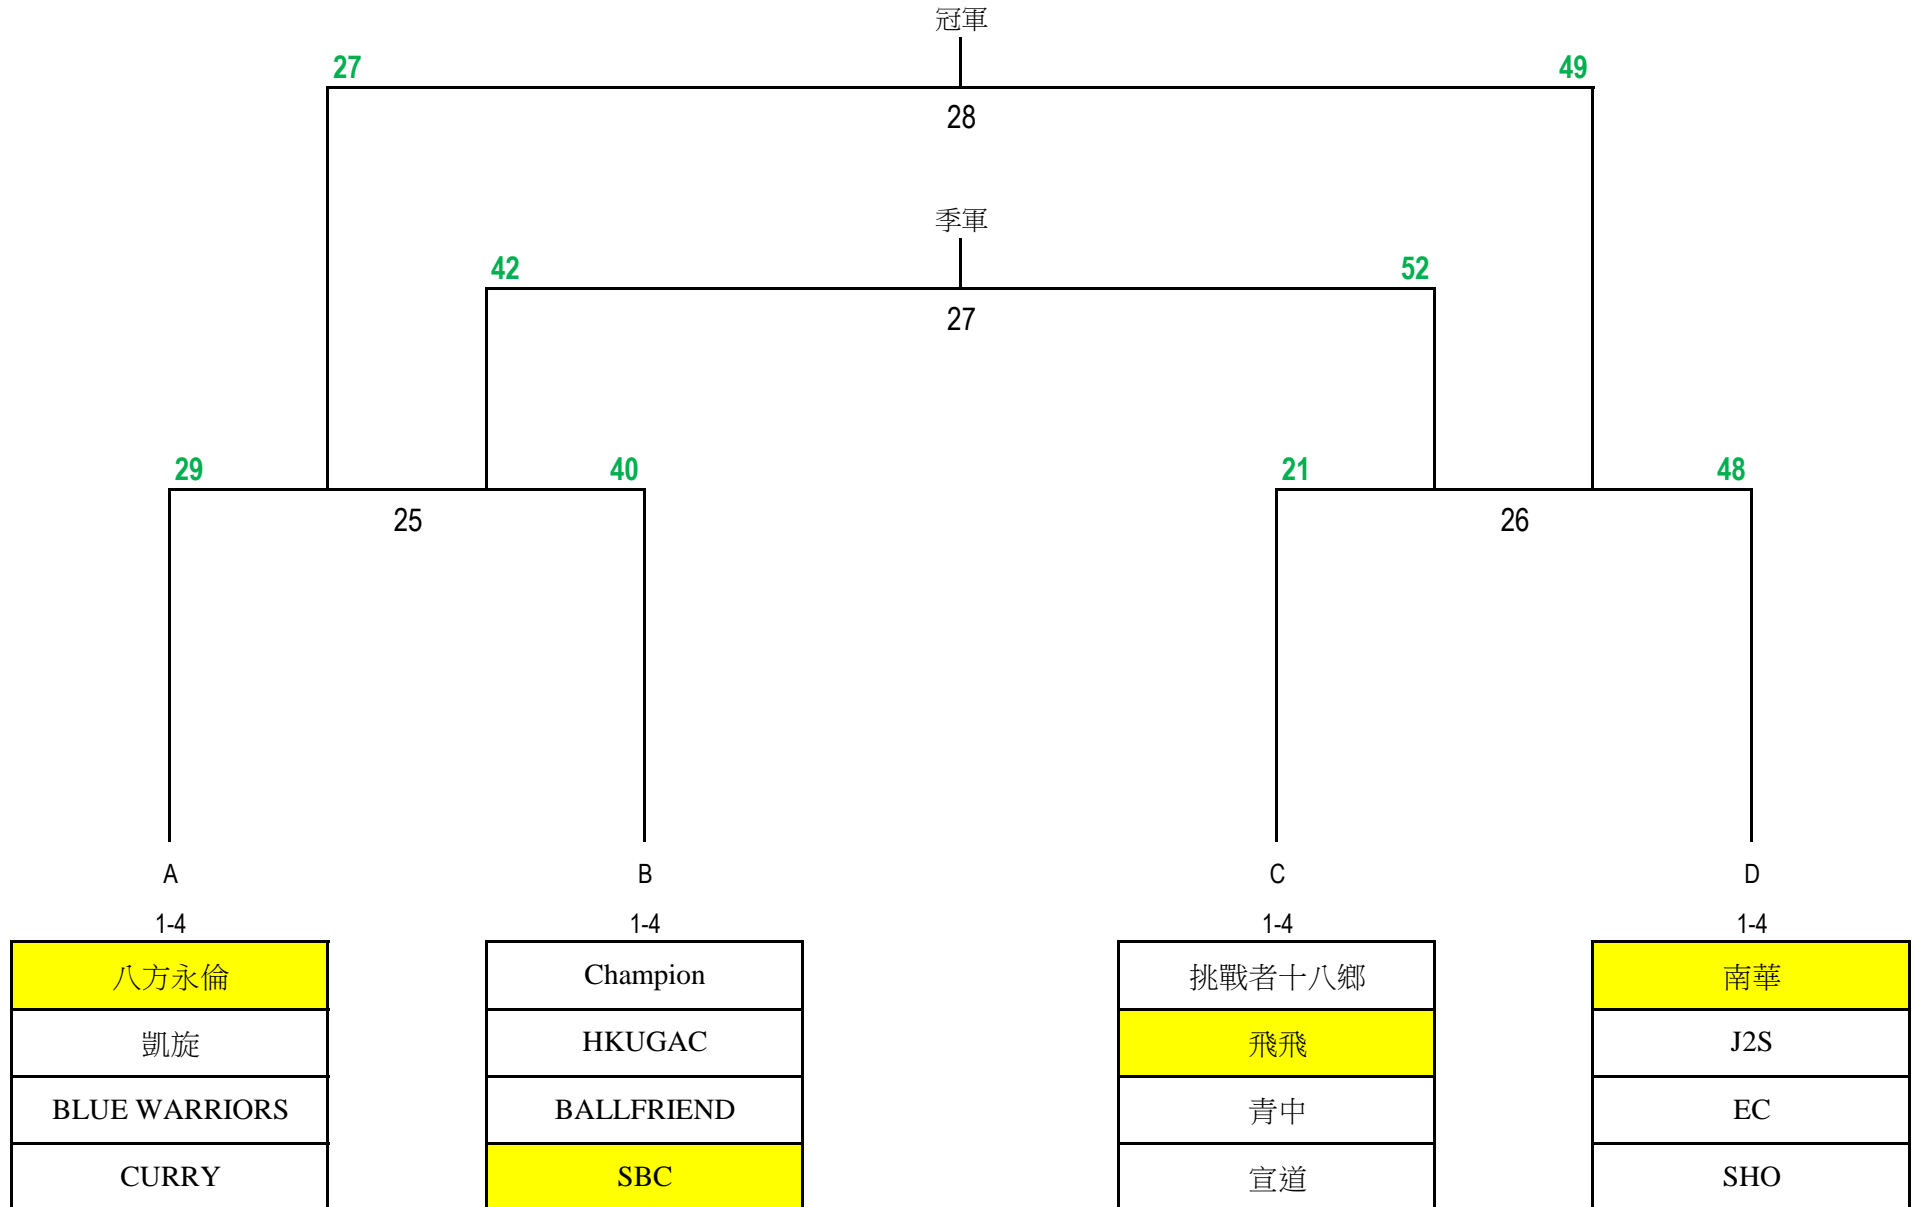 冠軍
27 49
28
季軍
42 52
27
29 40 21 48
25 26
A B C D
1-4 1-4 1-4 1-4
八方永倫 Champion 挑戰者十八鄉 南華
凱旋 HKUGAC 飛飛 J2S
BLUE WARRIORS BALLFRIEND 青中 EC
CURRY SBC 宣道 SHO